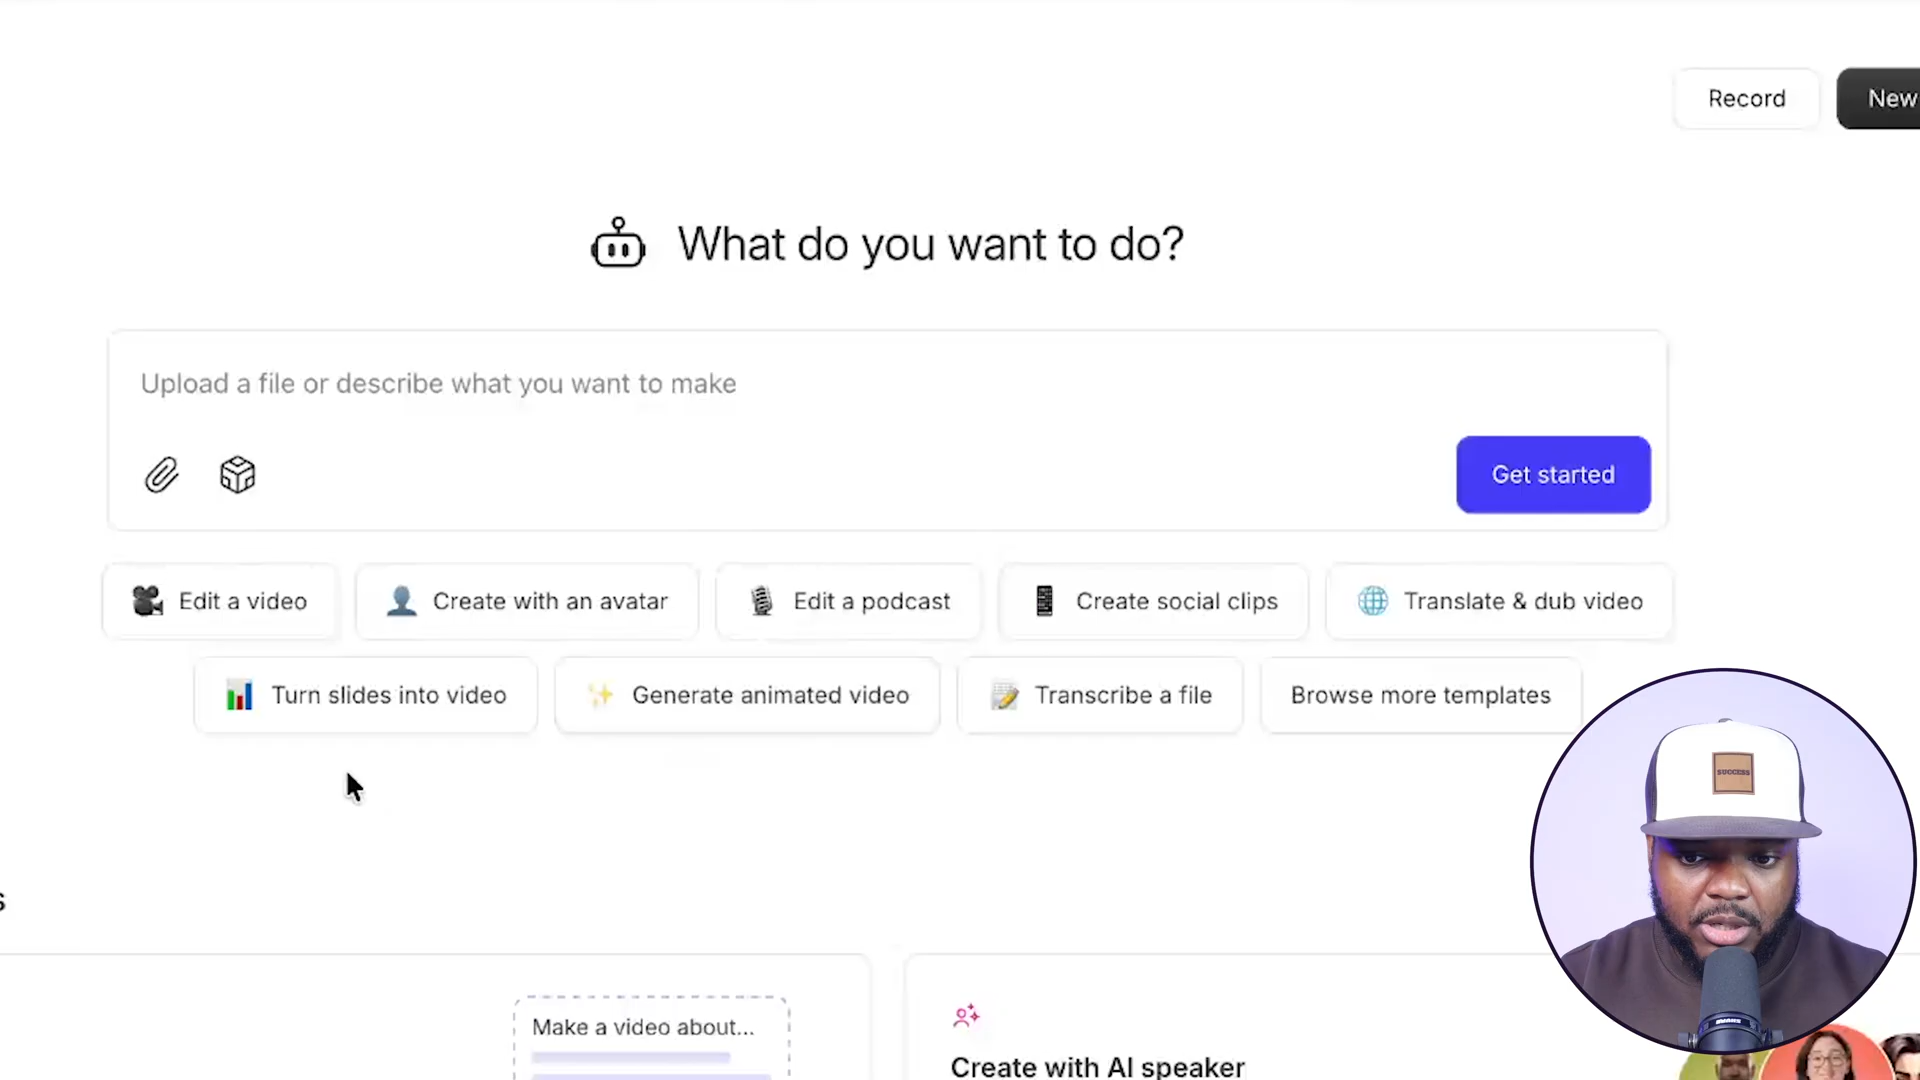 Record
New
What do you want to do?
Upload a file or describe what you want to make
Get started
Edit a video
Create with an avatar
Edit a podcast
Create social clips
Translate & dub video
Turn slides into video
Generate animated video
Transcribe a file
Browse more templates
SUCCESS
s
Make a video about...
Create with AI speaker